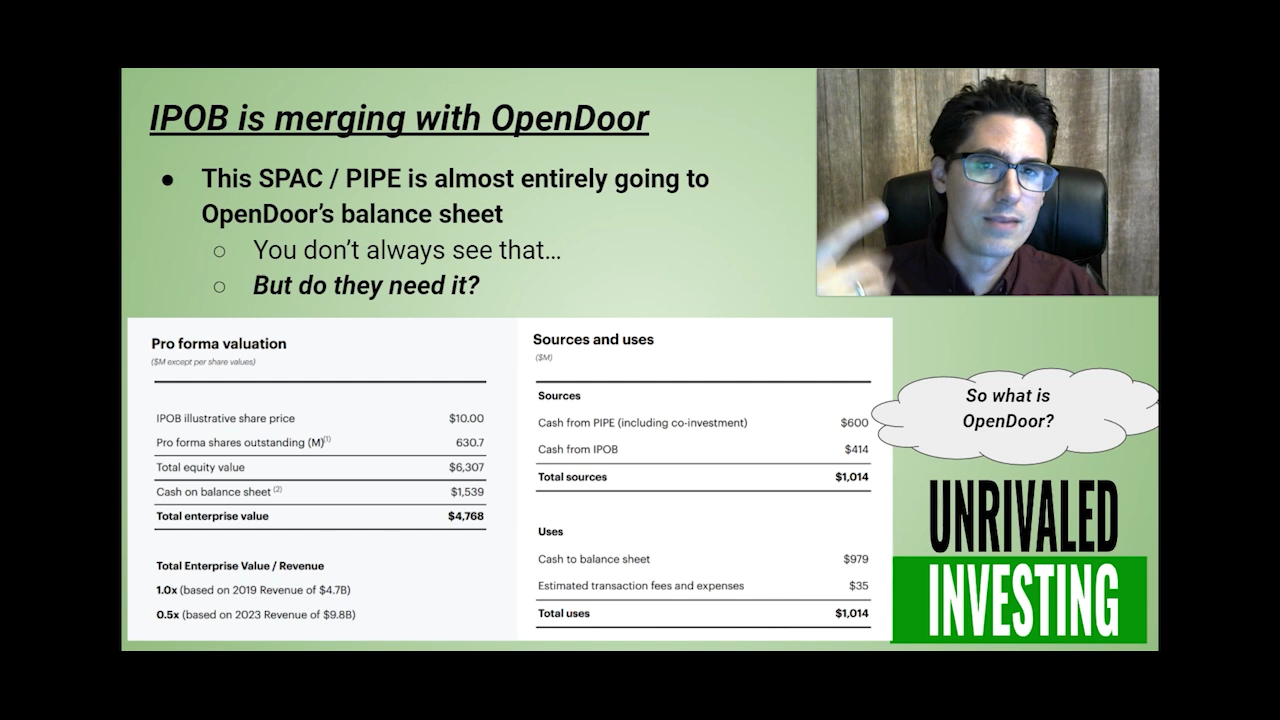 IPOB is merging with OpenDoor
● This SPAC / PIPE is almost entirely going to
OpenDoor’s balance sheet
○ You don’t always see that…
○ But do they need it?
Pro forma valuation
($M except per share values)
IPOB illustrative share price $10.00
Pro forma shares outstanding (M)(1) 630.7
Total equity value $6,307
Cash on balance sheet (2) $1,539
Total enterprise value $4,768
Total Enterprise Value / Revenue
1.0x (based on 2019 Revenue of $4.7B)
0.5x (based on 2023 Revenue of $9.8B)
Sources and uses
($M)
Sources
Cash from PIPE (including co-investment) $600
Cash from IPOB $414
Total sources $1,014
Uses
Cash to balance sheet $979
Estimated transaction fees and expenses $35
Total uses $1,014
So what is
OpenDoor?
UNRIVALED
INVESTING